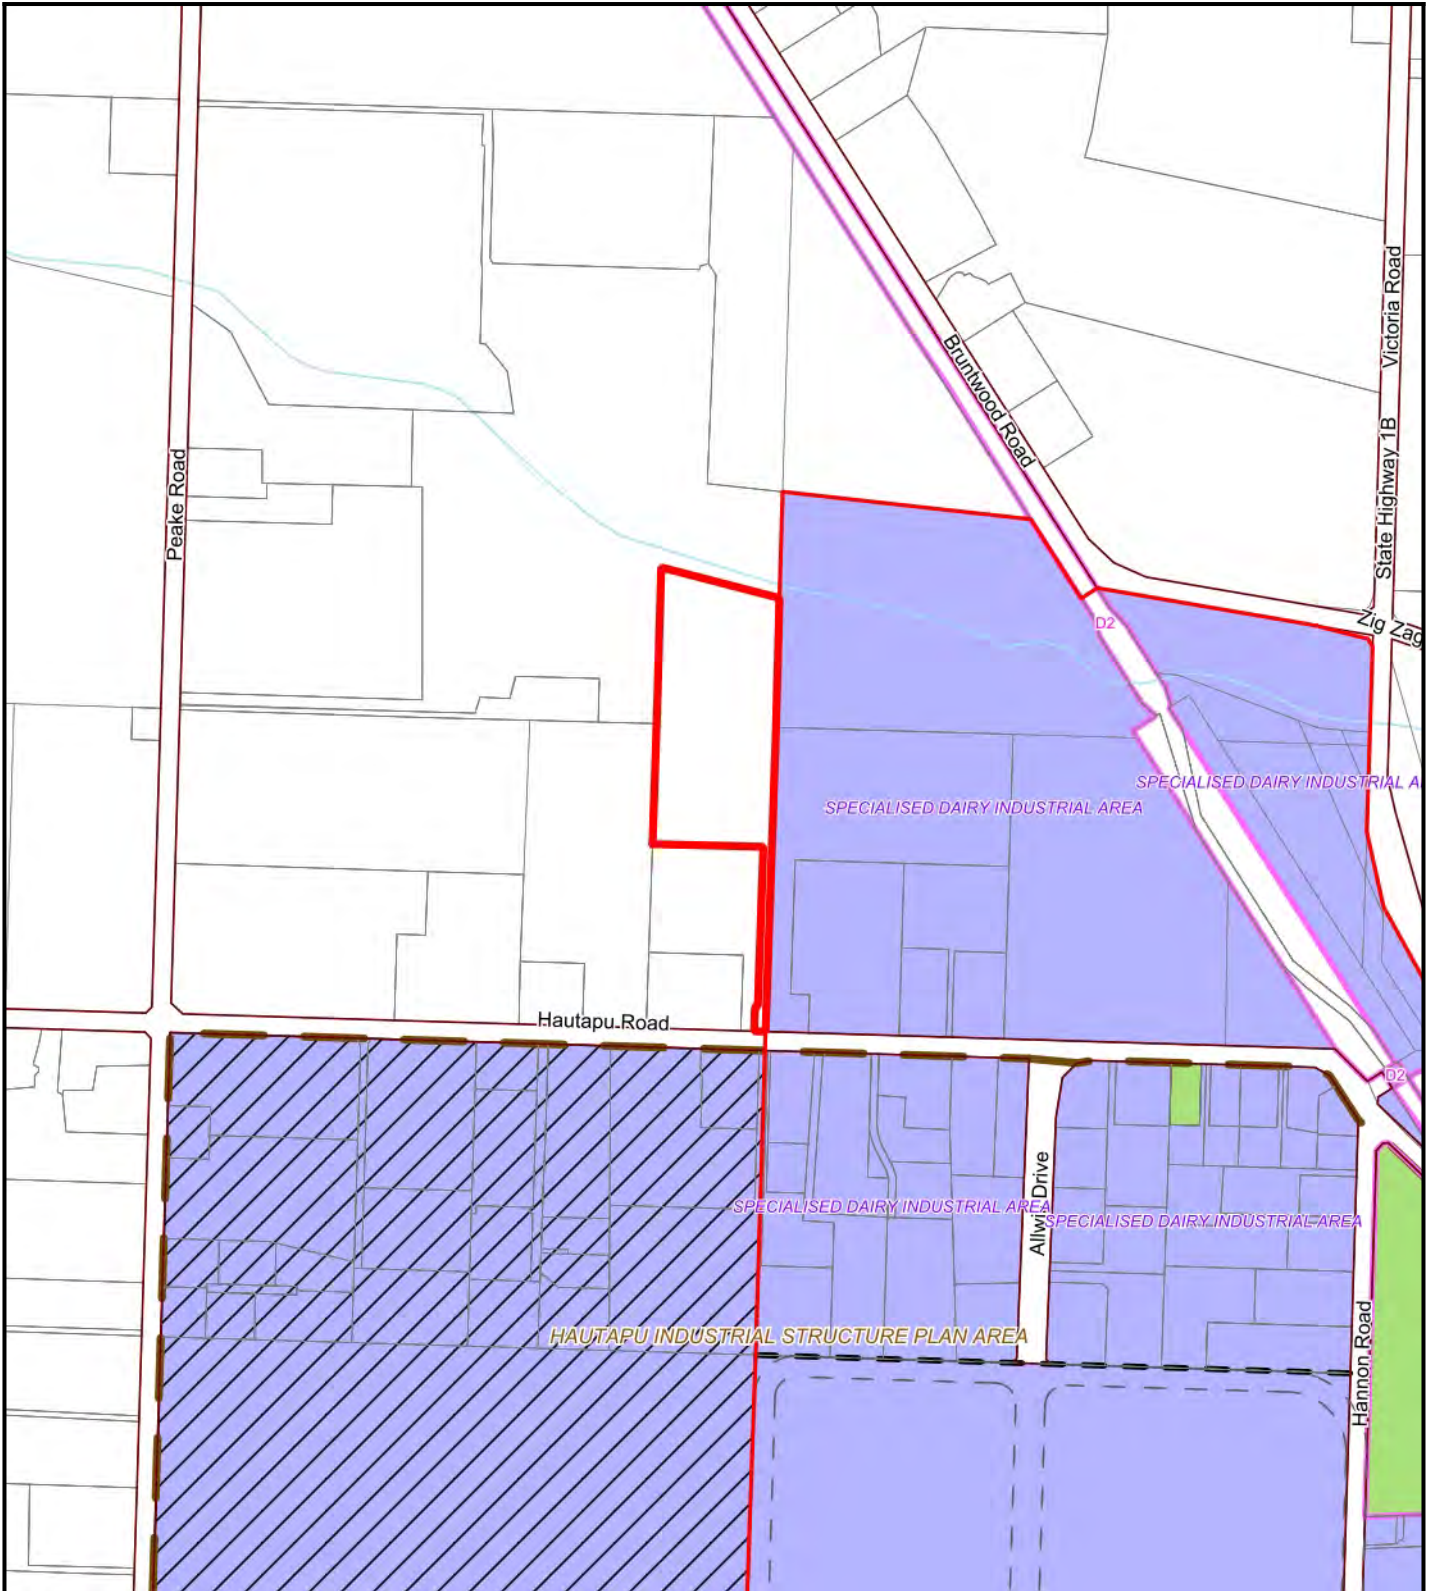 Victoria Road
Bruntwood Road
State Highway 1B
Peake Road
Zig Zag
D2
SPECIALISED DAIRY INDUSTRIAL A
SPECIALISED DAIRY INDUSTRIAL AREA
Hautapu Road
D2
Allwi Drive
SPECIALISED DAIRY INDUSTRIAL AREA
SPECIALISED DAIRY INDUSTRIAL AREA
HAUTAPU INDUSTRIAL STRUCTURE PLAN AREA
Hannon Road